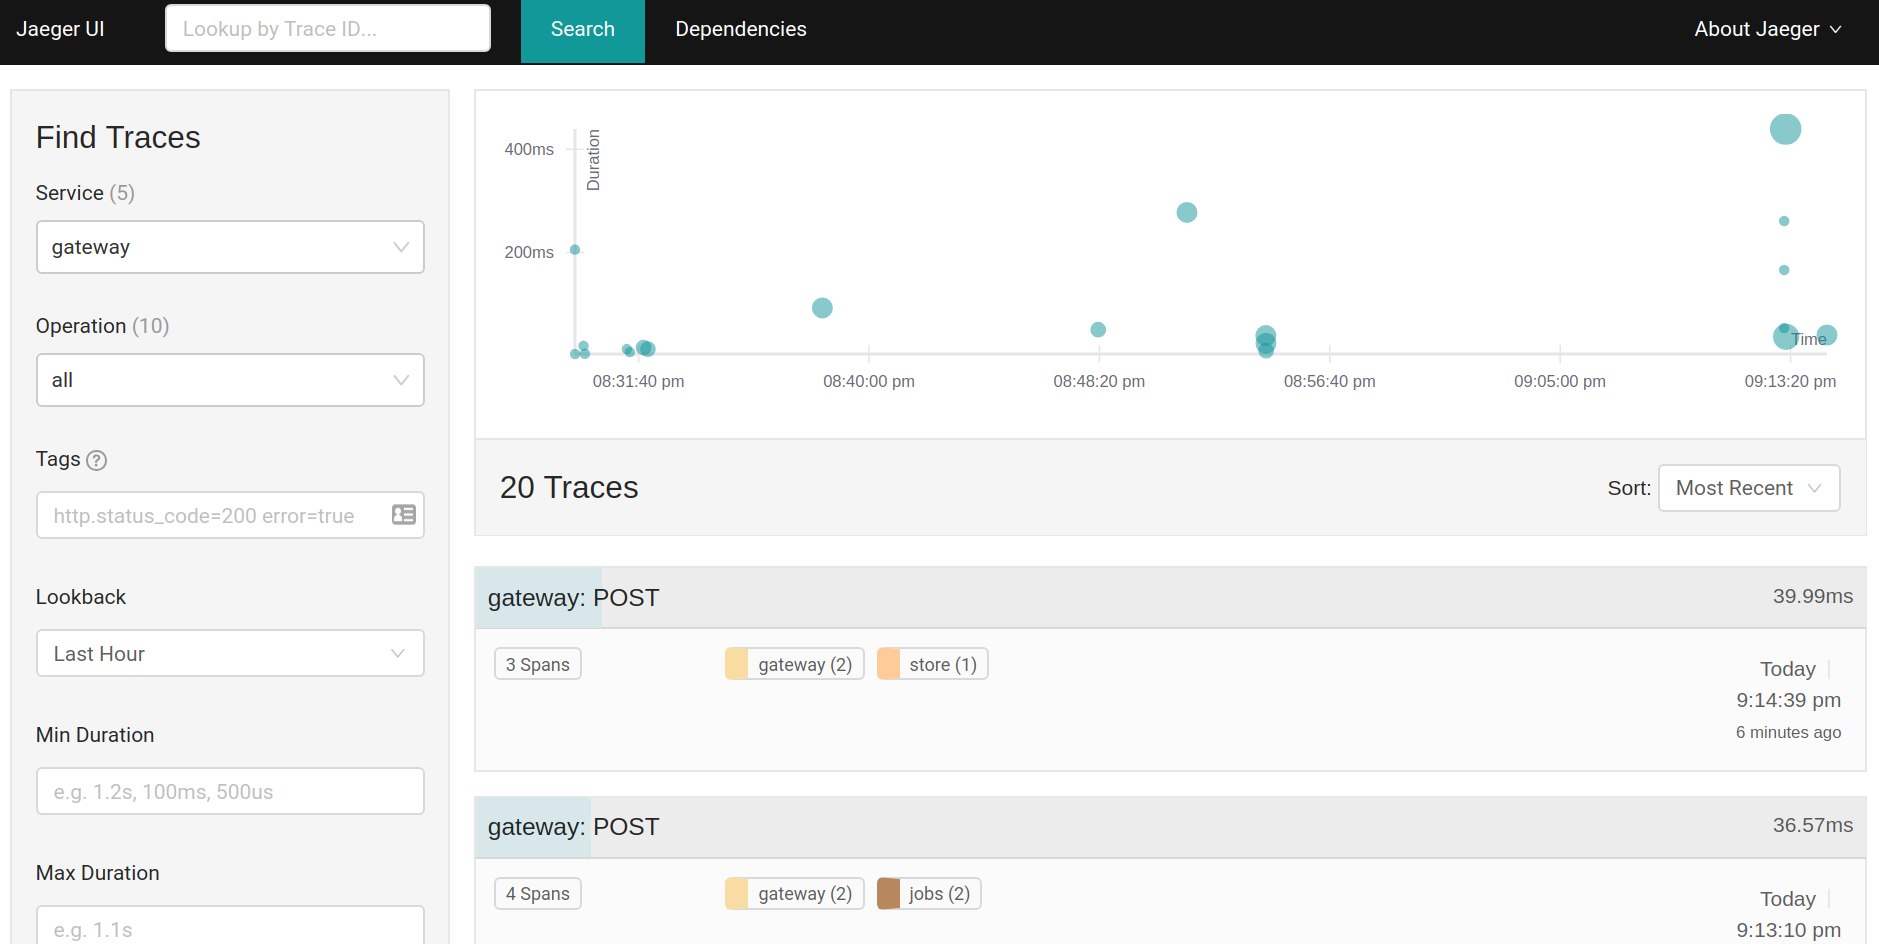 Jaeger UI
Lookup by Trace ID...
Search
Dependencies
About Jaeger
Find Traces
Service (5)
gateway
Operation (10)
all
Tags ?
http.status_code=200 error=true
Lookback
Last Hour
Min Duration
e.g. 1.2s, 100ms, 500us
Max Duration
e.g. 1.1s
Duration
400ms
200ms
Time
08:31:40 pm
08:40:00 pm
08:48:20 pm
08:56:40 pm
09:05:00 pm
09:13:20 pm
20 Traces
Sort: Most Recent
gateway: POST
39.99ms
3 Spans
gateway (2)
store (1)
Today
9:14:39 pm
6 minutes ago
gateway: POST
36.57ms
4 Spans
gateway (2)
jobs (2)
Today
9:13:10 pm